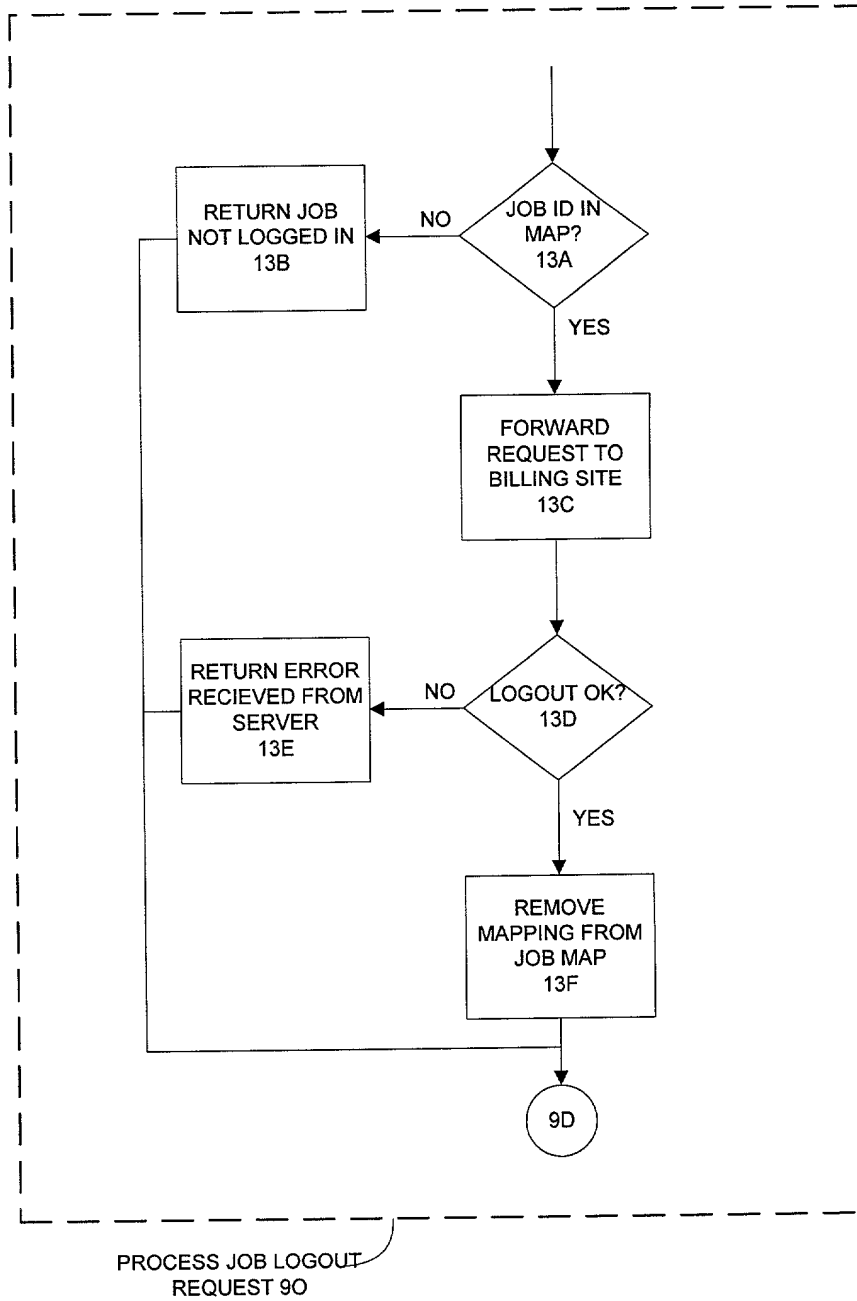 JOB ID IN
MAP?
13A
NO
RETURN JOB
NOT LOGGED IN
13B
YES
FORWARD
REQUEST TO
BILLING SITE
13C
LOGOUT OK?
13D
NO
RETURN ERROR
RECIEVED FROM
SERVER
13E
YES
REMOVE
MAPPING FROM
JOB MAP
13F
9D
PROCESS JOB LOGOUT
REQUEST 9O